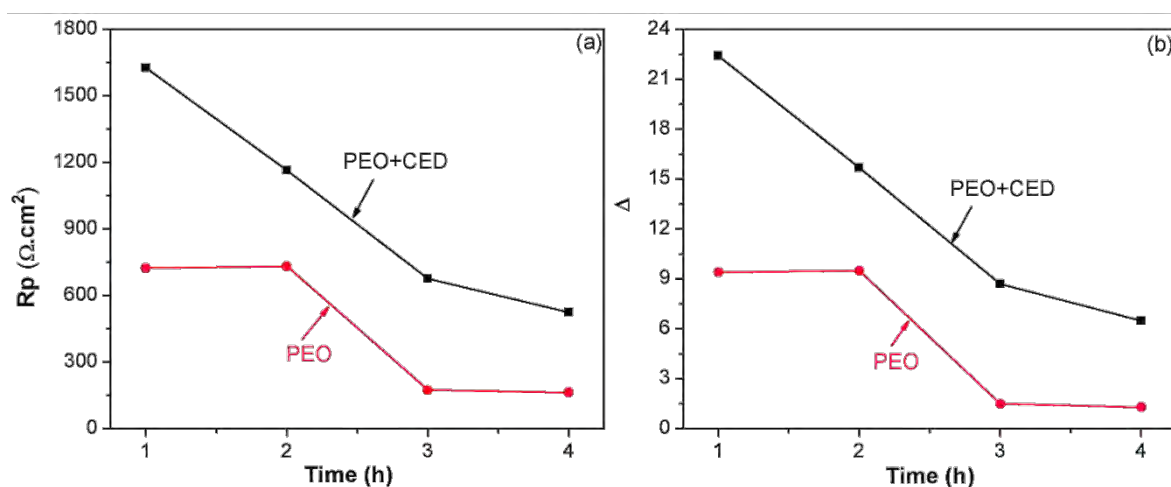 (a)
1800
1500
1200
900
600
300
0
Rp (Ω.cm²)
PEO+CED
PEO
1 2 3 4
Time (h)
(b)
24
21
18
15
12
9
6
3
0
Δ
PEO+CED
PEO
1 2 3 4
Time (h)